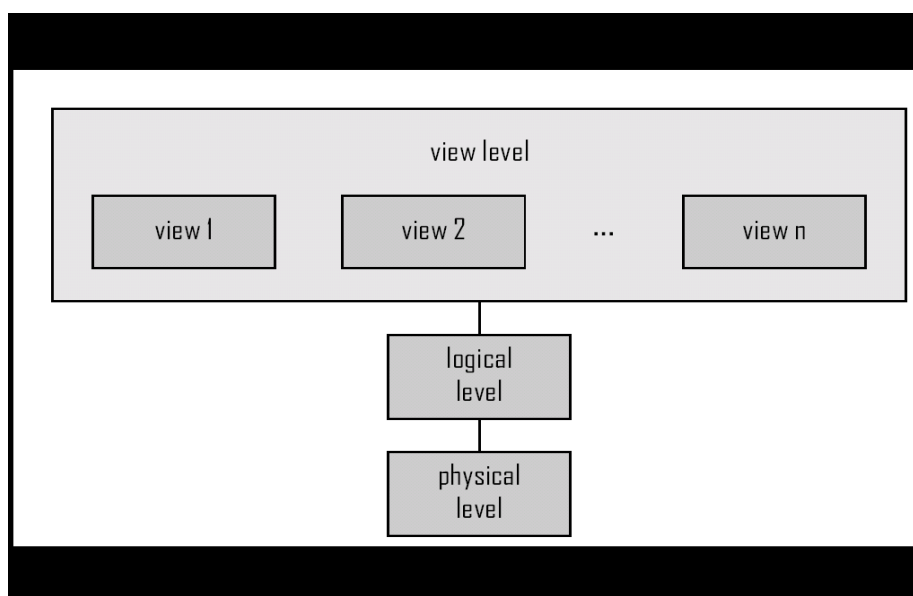 view level
view 1
view 2
...
view n
logical
level
physical
level